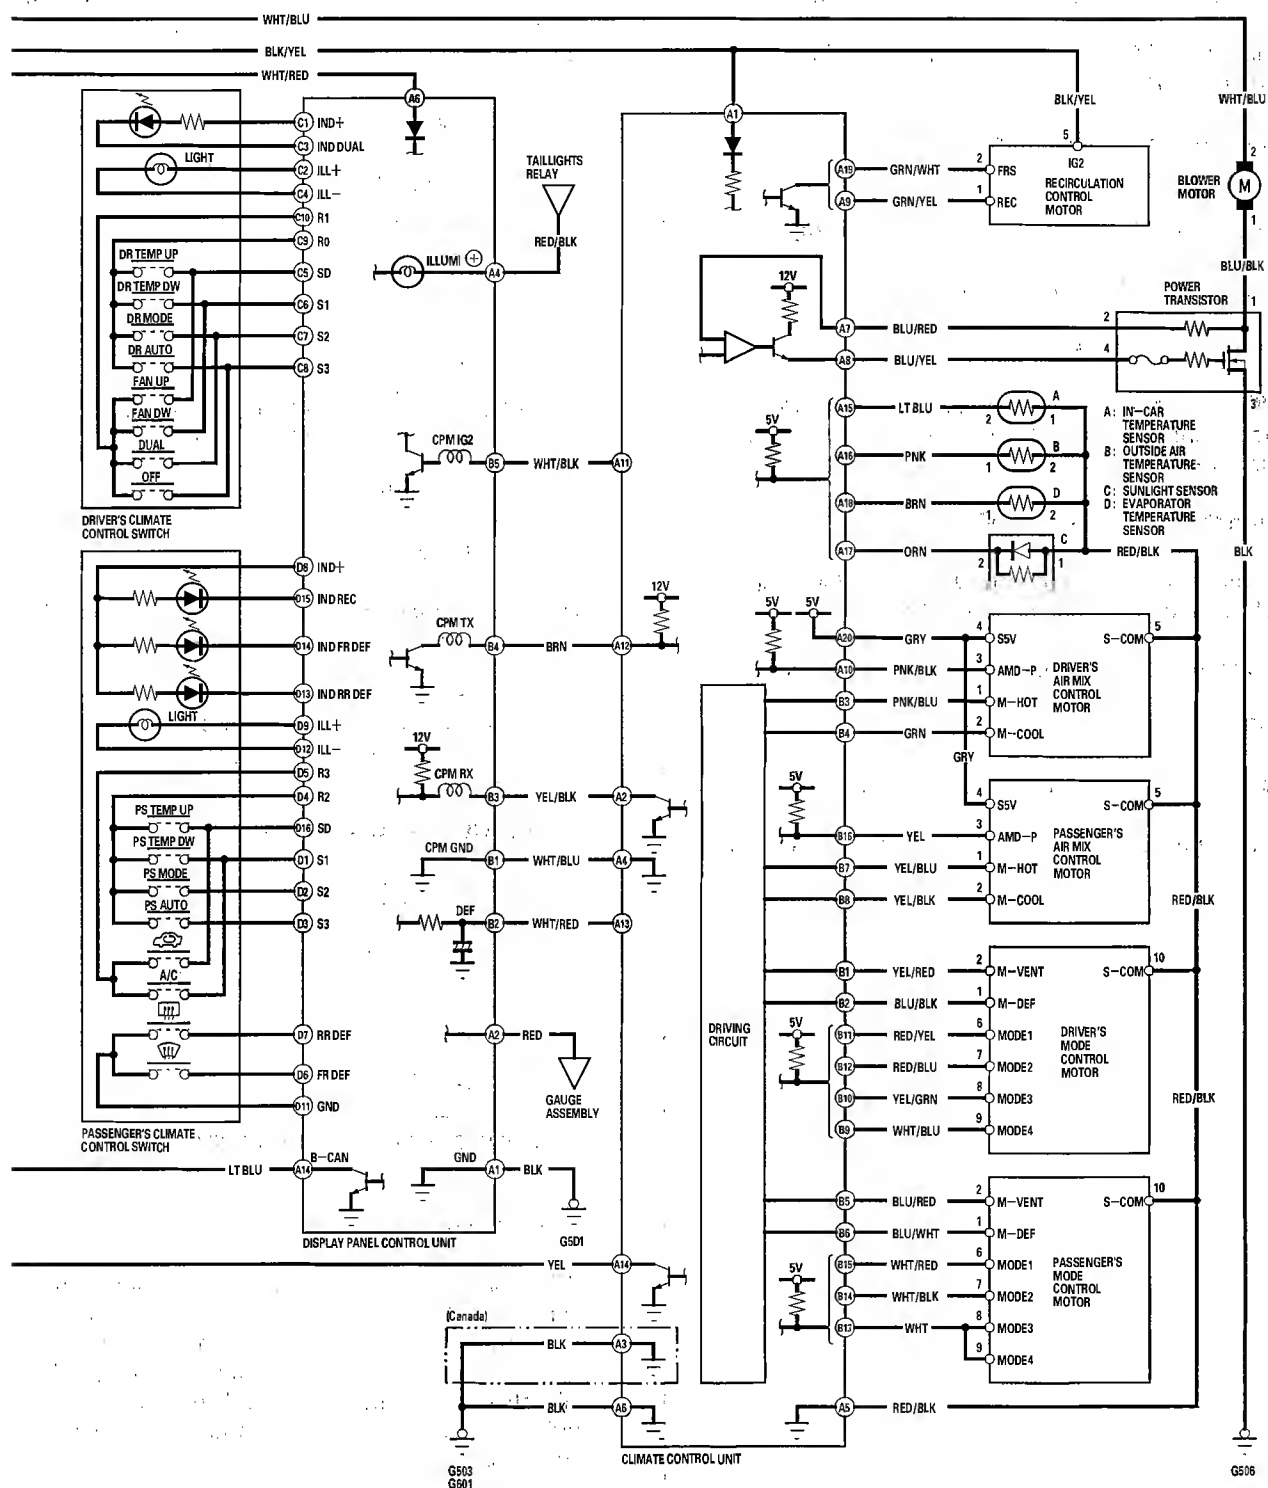 WHT/BLU
BLK/YEL
WHT/RED
A6
C1 IND+
C3 IND DUAL
LIGHT
C2 ILL+
C4 ILL−
C10 R1
C9 R0
DR TEMP UP
C5 SD
DR TEMP DW
C6 S1
DR MODE
C7 S2
DR AUTO
C8 S3
FAN UP
FAN DW
DUAL
OFF
DRIVER'S CLIMATE
CONTROL SWITCH
D8 IND+
D15 IND REC
D14 IND FR DEF
D13 IND RR DEF
LIGHT
D9 ILL+
D12 ILL−
D5 R3
D4 R2
PS TEMP UP
D16 SD
PS TEMP DW
D1 S1
PS MODE
D2 S2
PS AUTO
D3 S3
A/C
D7 RR DEF
D6 FR DEF
D11 GND
PASSENGER'S CLIMATE
CONTROL SWITCH
LT BLU
A14
B−CAN
DISPLAY PANEL CONTROL UNIT
TAILLIGHTS
RELAY
RED/BLK
ILLUMI +
A4
CPM IG2
B5
WHT/BLK
A11
CPM TX
B4
BRN
A12
12V
12V
CPM RX
B3
YEL/BLK
A2
CPM GND
B1
WHT/BLU
A4
DEF
B2
WHT/RED
A13
A2
RED
GAUGE
ASSEMBLY
GND
A1
BLK
G501
YEL
A14
(Canada)
BLK
A3
BLK
A6
G503
G601
CLIMATE CONTROL UNIT
A1
A19
GRN/WHT
2
FRS
A9
GRN/YEL
1
REC
BLK/YEL
5
IG2
RECIRCULATION
CONTROL
MOTOR
WHT/BLU
2
BLOWER
MOTOR
M
1
BLU/BLK
POWER
TRANSISTOR
1
12V
A7
BLU/RED
2
A8
BLU/YEL
4
3
5V
A15
LT BLU
2
A
1
A16
PNK
1
B
2
A18
BRN
1
D
2
A17
ORN
2
C
1
RED/BLK
A: IN−CAR
TEMPERATURE
SENSOR
B: OUTSIDE AIR
TEMPERATURE
SENSOR
C: SUNLIGHT SENSOR
D: EVAPORATOR
TEMPERATURE
SENSOR
BLK
5V
5V
A20
GRY
4
S5V
S−COM
5
A10
PNK/BLK
3
AMD−P
B3
PNK/BLU
1
M−HOT
B4
GRN
2
M−COOL
DRIVER'S
AIR MIX
CONTROL
MOTOR
GRY
4
S5V
S−COM
5
5V
B16
YEL
3
AMD−P
B7
YEL/BLU
1
M−HOT
B8
YEL/BLK
2
M−COOL
PASSENGER'S
AIR MIX
CONTROL
MOTOR
RED/BLK
DRIVING
CIRCUIT
B1
YEL/RED
2
M−VENT
S−COM
10
B2
BLU/BLK
1
M−DEF
5V
B11
RED/YEL
6
MODE1
B12
RED/BLU
7
MODE2
B10
YEL/GRN
8
MODE3
B9
WHT/BLU
9
MODE4
DRIVER'S
MODE
CONTROL
MOTOR
RED/BLK
B5
BLU/RED
2
M−VENT
S−COM
10
B6
BLU/WHT
1
M−DEF
5V
B15
WHT/RED
6
MODE1
B14
WHT/BLK
7
MODE2
B13
WHT
8
MODE3
9
MODE4
PASSENGER'S
MODE
CONTROL
MOTOR
A5
RED/BLK
G506